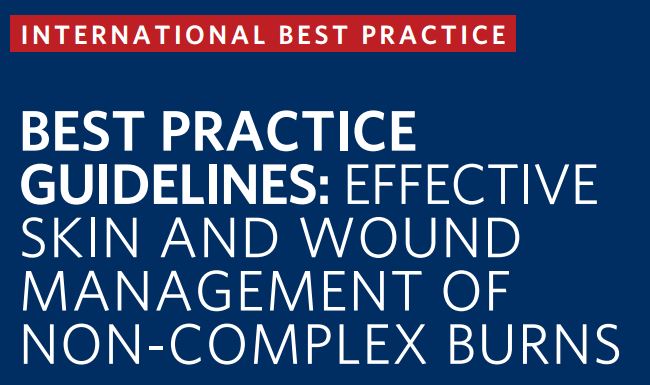 INTERNATIONAL BEST PRACTICE
BEST PRACTICE
GUIDELINES: EFFECTIVE
SKIN AND WOUND
MANAGEMENT OF
NON-COMPLEX BURNS